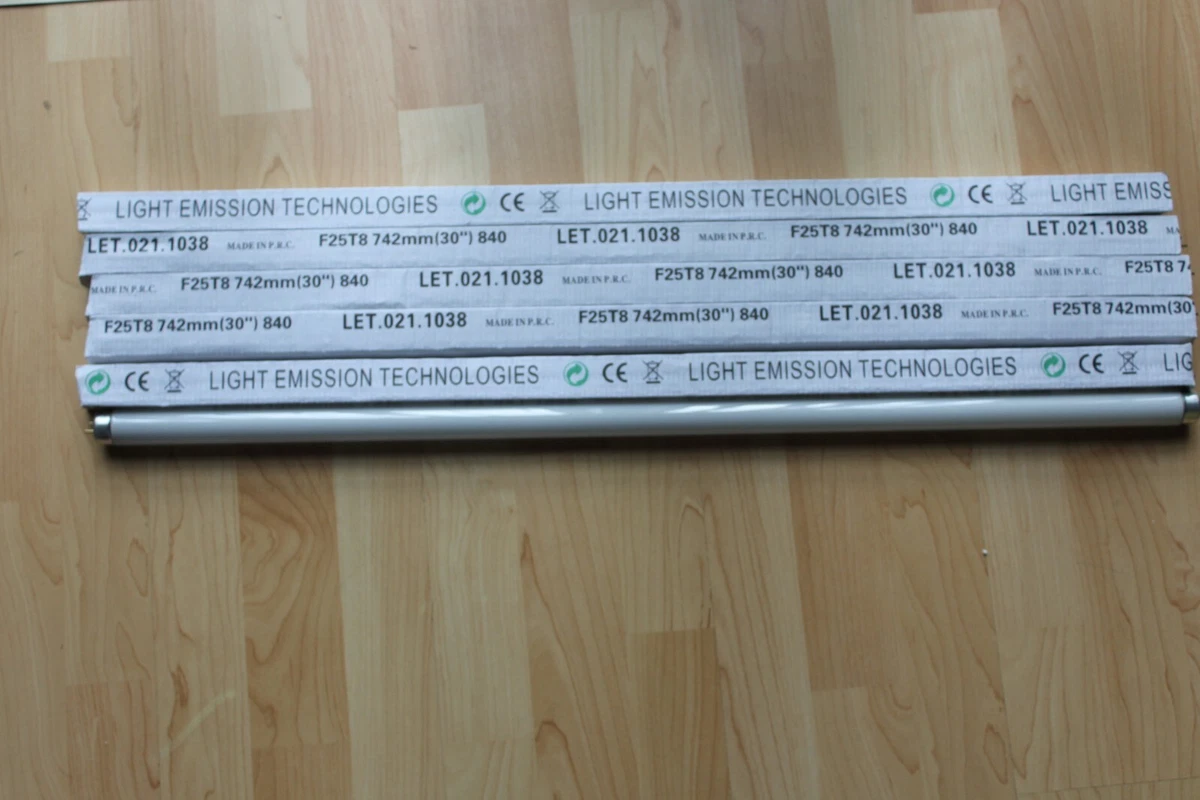 LIGHT EMISSION TECHNOLOGIES CE LIGHT EMISSION TECHNOLOGIES CE LIGHT EMISS
LET.021.1038 MADE IN P.R.C. F25T8 742mm(30") 840 LET.021.1038 MADE IN P.R.C. F25T8 742mm(30") 840 LET.021.1038 MA
MADE IN P.R.C. F25T8 742mm(30") 840 LET.021.1038 MADE IN P.R.C. F25T8 742mm(30") 840 LET.021.1038 MADE IN P.R.C. F25T8 74
F25T8 742mm(30") 840 LET.021.1038 MADE IN P.R.C. F25T8 742mm(30") 840 LET.021.1038 MADE IN P.R.C. F25T8 742mm(30
CE LIGHT EMISSION TECHNOLOGIES CE LIGHT EMISSION TECHNOLOGIES CE LIG